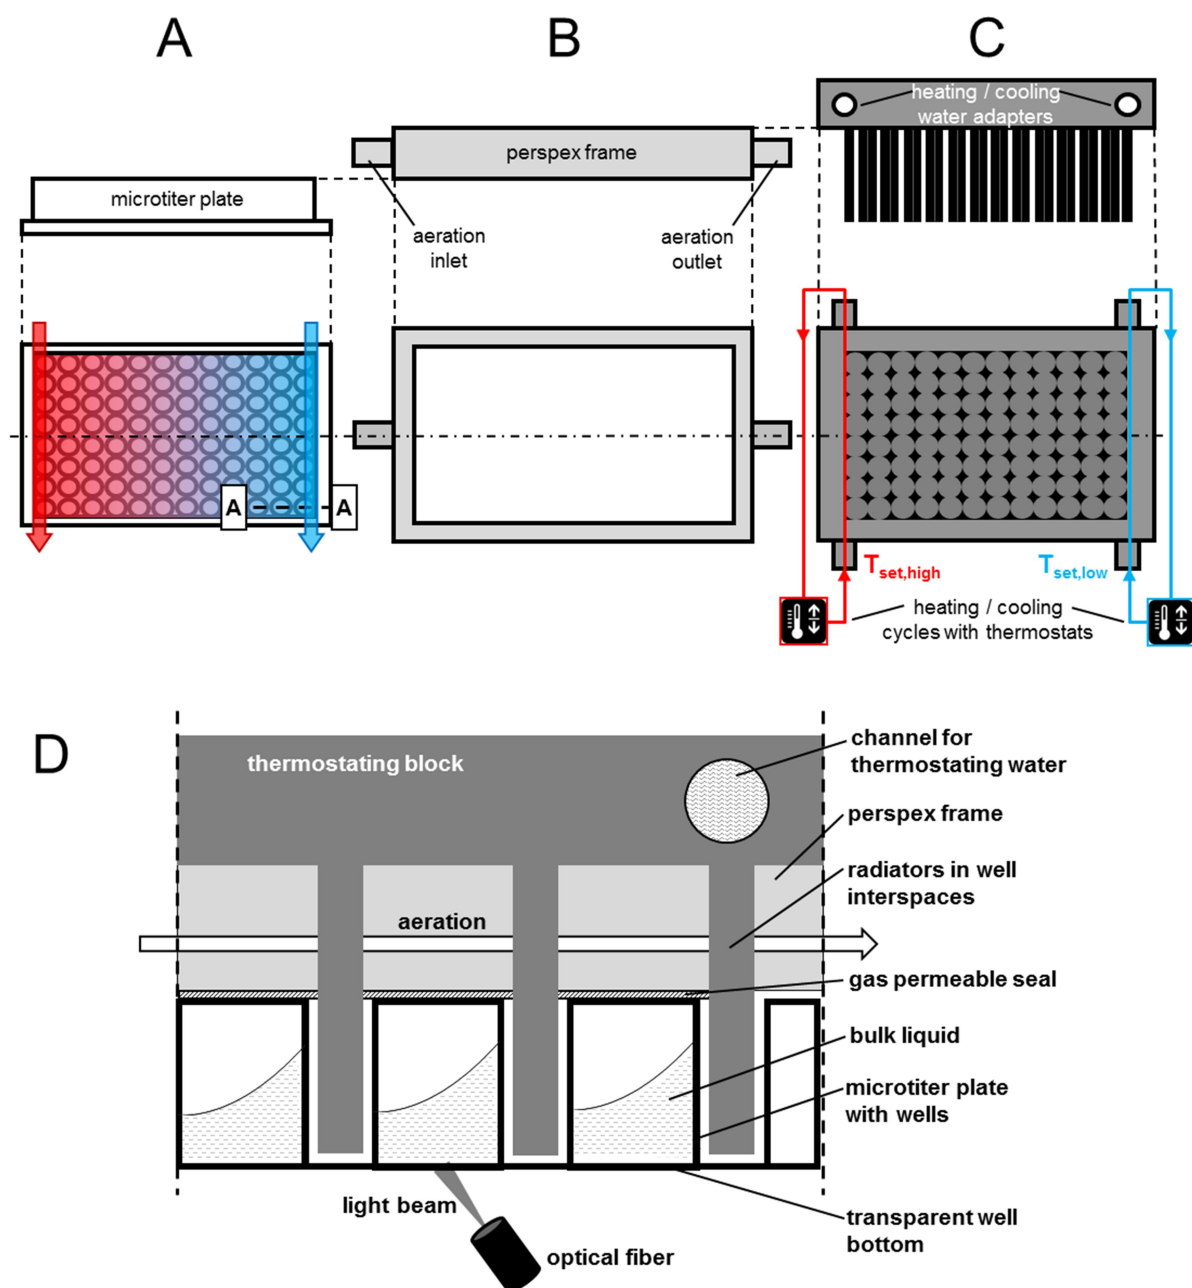 A
B
C
heating / cooling
water adapters
perspex frame
microtiter plate
aeration
inlet
aeration
outlet
A
A
T set,high
T set,low
heating / cooling
cycles with thermostats
D
thermostating block
channel for
thermostating water
perspex frame
radiators in well
interspaces
aeration
gas permeable seal
bulk liquid
microtiter plate
with wells
light beam
transparent well
bottom
optical fiber